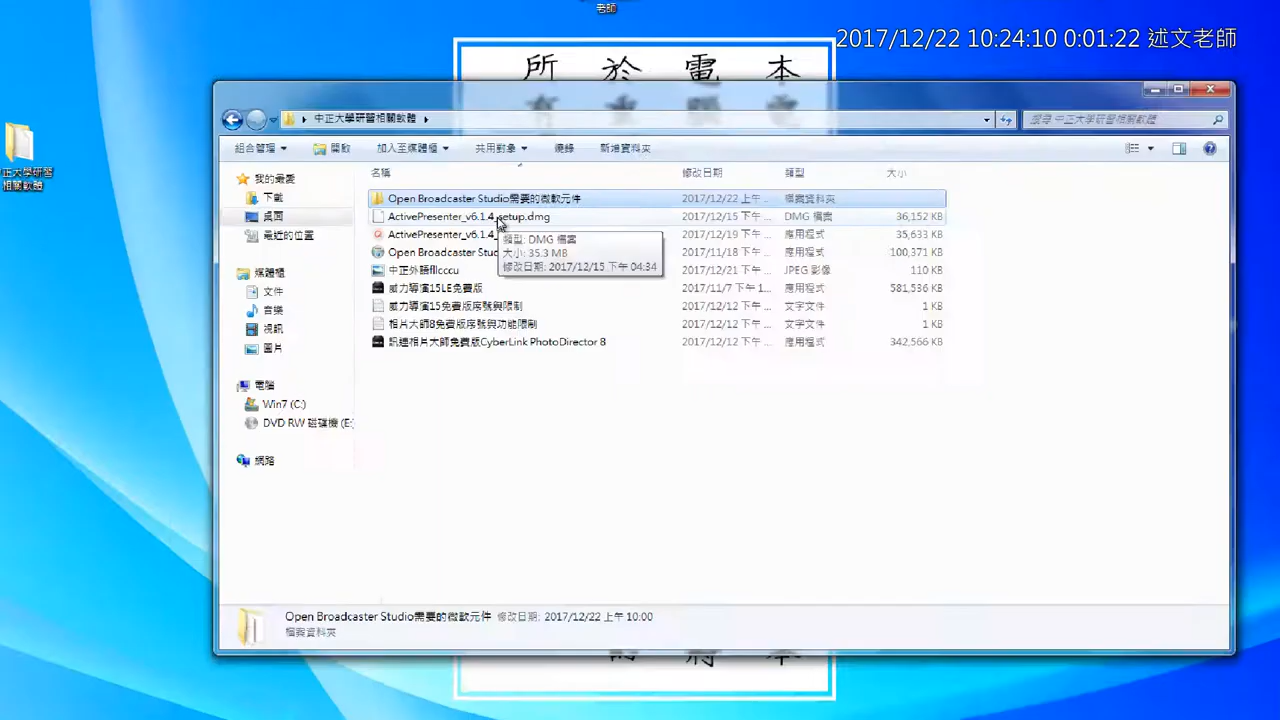 老師
2017/12/22 10:24:10 0:01:22 述文老師
所 於 電 本
中正大學研習相關軟體
搜尋 中正大學研習相關軟體
組合管理 開啟 加入至媒體櫃 共用對象 燒錄 新增資料夾
名稱 修改日期 類型 大小
我的最愛
下載
桌面
最近的位置
媒體櫃
文件
音樂
視訊
圖片
電腦
Win7 (C:)
DVD RW 磁碟機 (E:
網路
Open Broadcaster Studio需要的微軟元件 2017/12/22 上午 ... 檔案資料夾
ActivePresenter_v6.1.4_setup.dmg 2017/12/15 下午 ... DMG 檔案 36,152 KB
ActivePresenter_v6.1.4_ 2017/12/19 下午 ... 應用程式 35,633 KB
Open Broadcaster Stud 2017/11/18 下午 ... 應用程式 100,371 KB
中正外語flcccu 2017/12/21 下午 ... JPEG 影像 110 KB
威力導演15LE免費版 2017/11/7 下午 1... 應用程式 581,536 KB
威力導演15免費版序號與限制 2017/12/12 下午 ... 文字文件 1 KB
相片大師8免費版序號與功能限制 2017/12/12 下午 ... 文字文件 1 KB
訊連相片大師免費版CyberLink PhotoDirector 8 2017/12/12 下午 ... 應用程式 342,566 KB
類型: DMG 檔案
大小: 35.3 MB
修改日期: 2017/12/15 下午 04:34
正大學研習
相關軟體
Open Broadcaster Studio需要的微軟元件 修改日期: 2017/12/22 上午 10:00
檔案資料夾